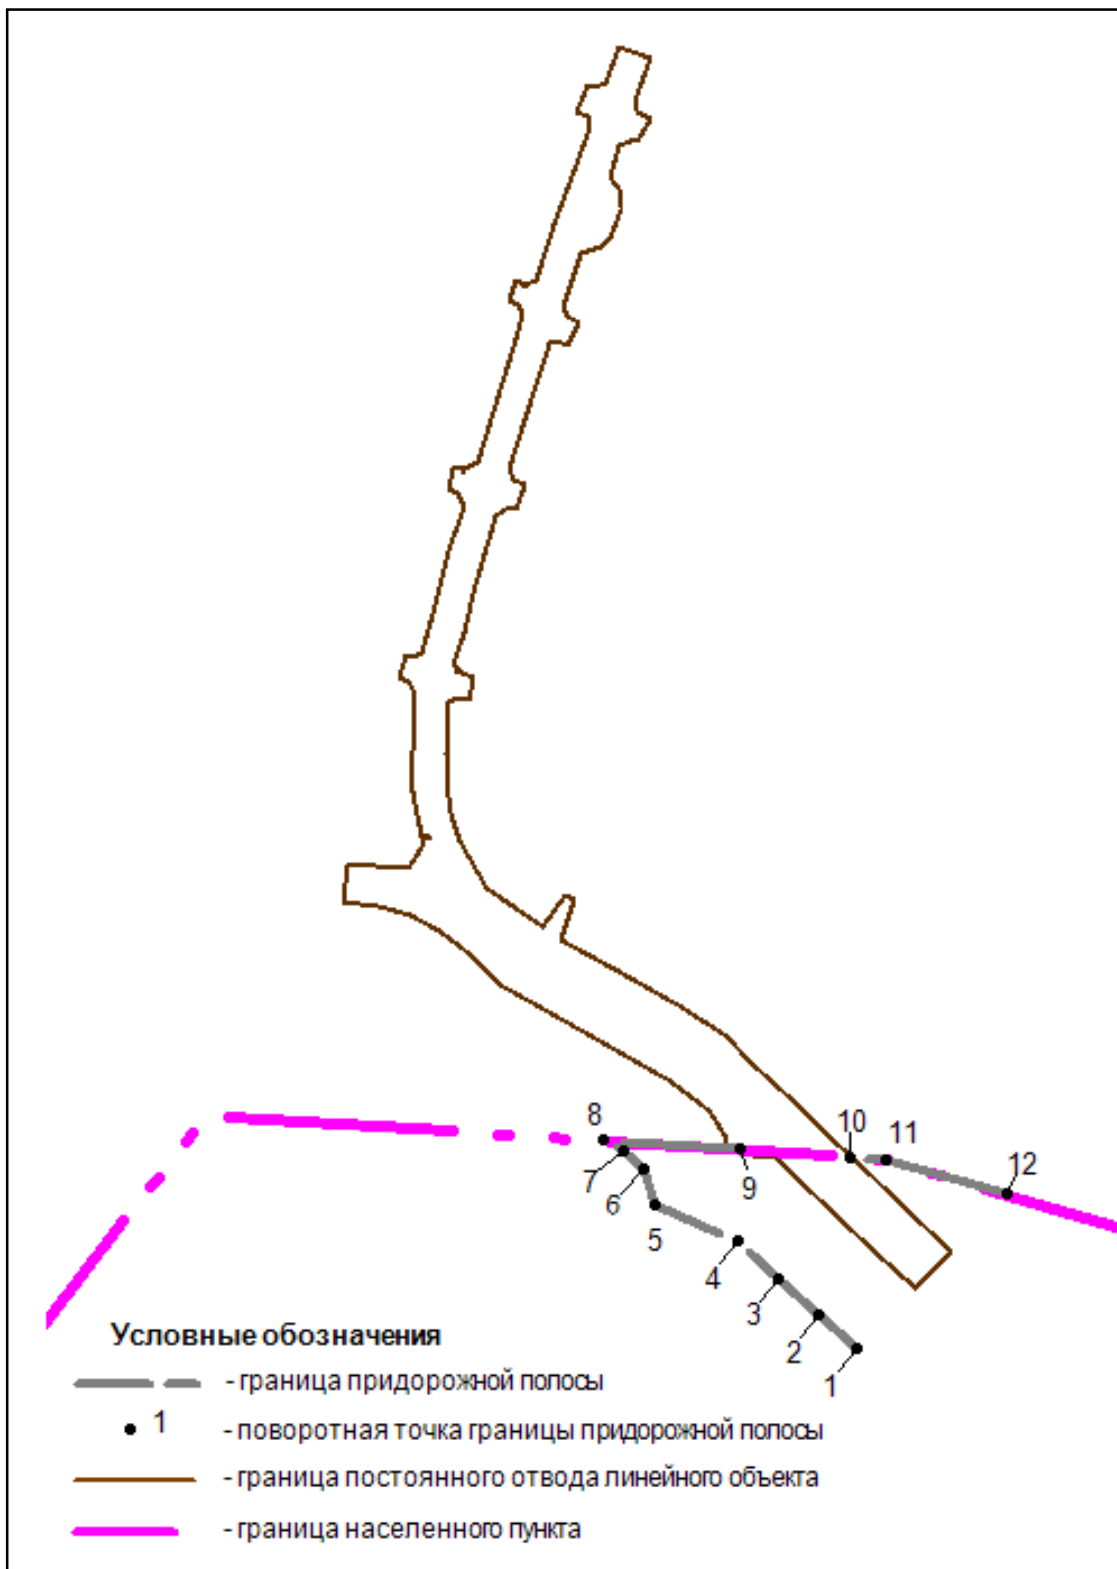 8
10
11
7
9
12
6
5
4
3
2
1
Условные обозначения
- граница придорожной полосы
1 - поворотная точка границы придорожной полосы
- граница постоянного отвода линейного объекта
- граница населенного пункта